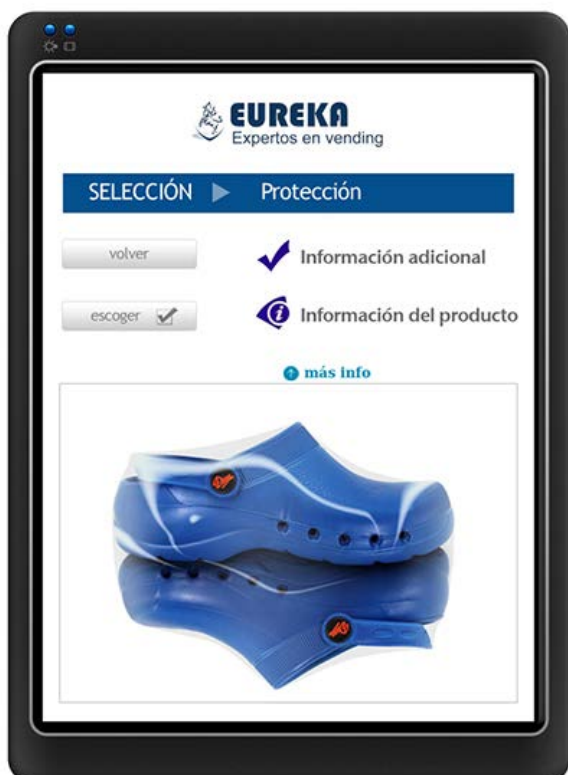 EUREKA
Expertos en vending
SELECCIÓN Protección
volver
Información adicional
escoger
Información del producto
más info